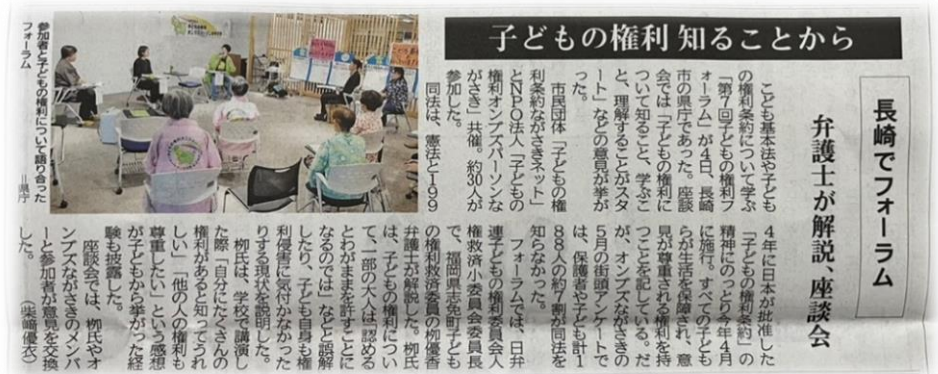 子どもの権利 知ることから
長崎でフォーラム
弁護士が解説、座談会
こども基本法や子ども
の権利条約について学ぶ
「第7回子どもの権利フ
ォーラム」が4日、長崎
市の県庁であった。座談
会では「子どもの権利に
ついて知ること、学ぶこ
と、理解することがスタ
ート」などの意見が挙が
った。
市民団体「子どもの権
利条約ながさきネット」
とNPO法人「子どもの
権利オンブズパーソンな
がさき」共催。約30人が
参加した。
同法は、憲法と199
4年に日本が批准した
「子どもの権利条約」の
精神にのっとり今年4月
に施行。すべての子ども
らが生活を保障され、意
見が尊重される権利を持
つことを記している。だ
が、オンブズながさきの
5月の街頭アンケートで
は、保護者や子ども計1
88人の約7割が同法を
知らなかった。
フォーラムでは、日弁
連子どもの権利委員会人
権救済小委員会委員長
で、福岡県志免町子ども
の権利救済委員の栁優香
弁護士が解説した。栁氏
は、子どもの権利につい
て、一部の大人は「認める
とわがままを許すことに
なるのでは」などと誤解
したり、子ども自身も権
利侵害に気付かなかった
りする現状を説明した。
栁氏は、学校で講演し
た際「自分にたくさんの
権利があると知ってうれ
しい」「他の人の権利も
尊重したい」という感想
が子どもから挙がった経
験も披露した。
座談会では、栁氏やオ
ンブズながさきのメンバ
ーと参加者が意見を交換
した。（柴﨑優衣）
参加者と子どもの権利について語り合った
フォーラム＝県庁